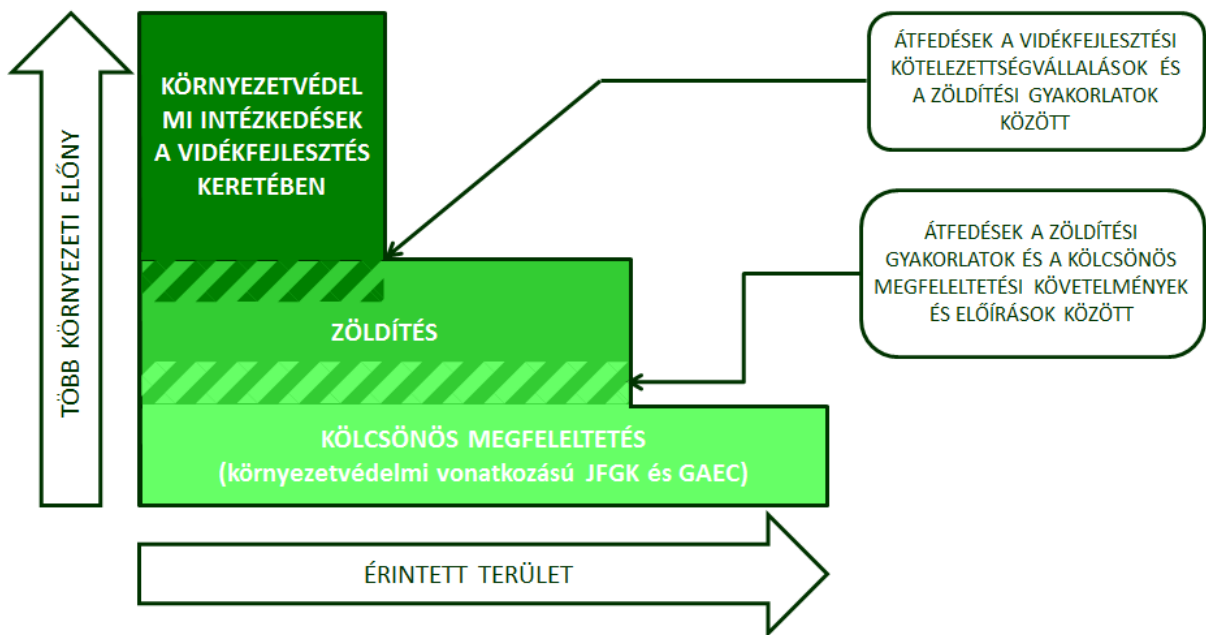 TÖBB KÖRNYEZETI ELŐNY
KÖRNYEZETVÉDEL
MI INTÉZKEDÉSEK
A VIDÉKFEJLESZTÉS
KERETÉBEN
ZÖLDÍTÉS
KÖLCSÖNÖS MEGFELELTETÉS
(környezetvédelmi vonatkozású JFGK és GAEC)
ÉRINTETT TERÜLET
ÁTFEDÉSEK A VIDÉKFEJLESZTÉSI
KÖTELEZETTSÉGVÁLLALÁSOK ÉS
A ZÖLDÍTÉSI GYAKORLATOK
KÖZÖTT
ÁTFEDÉSEK A ZÖLDÍTÉSI
GYAKORLATOK ÉS A KÖLCSÖNÖS
MEGFELELTETÉSI KÖVETELMÉNYEK
ÉS ELŐÍRÁSOK KÖZÖTT